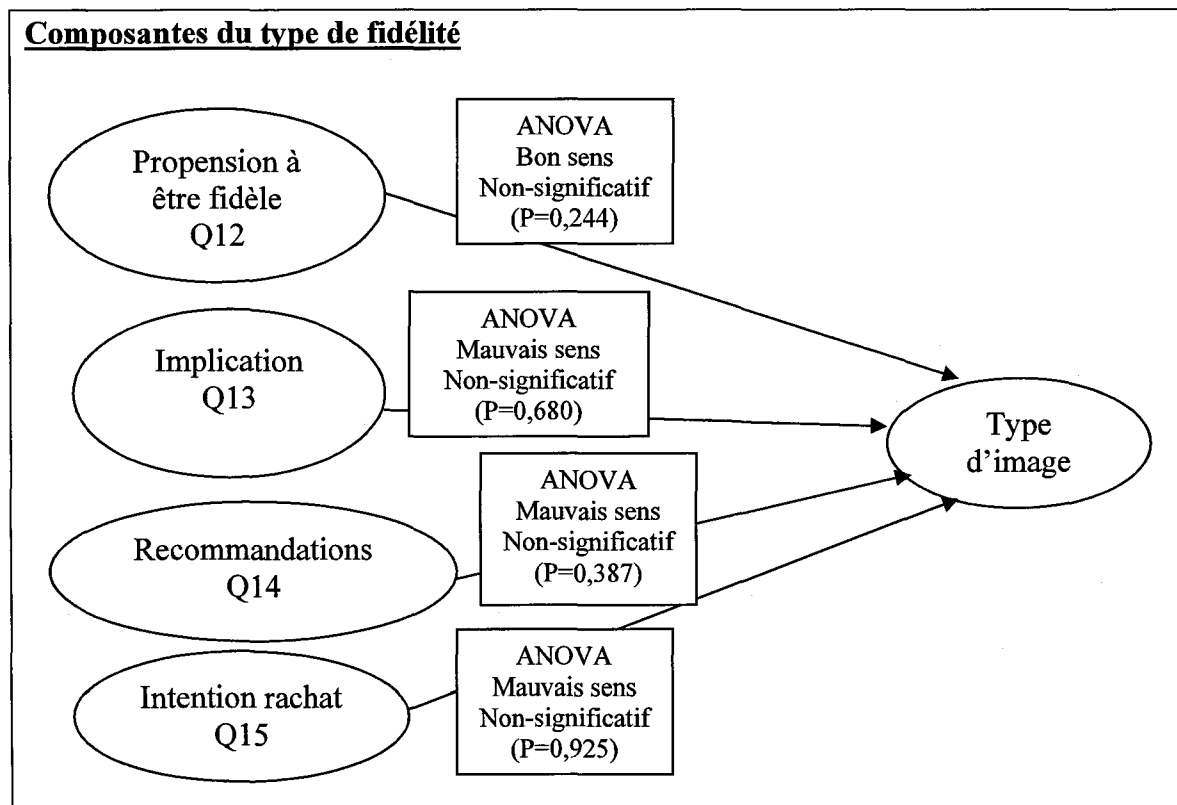 Composantes du type de fidélité
Propension à
être fidèle
Q12
ANOVA
Bon sens
Non-significatif
(P=0,244)
Implication
Q13
ANOVA
Mauvais sens
Non-significatif
(P=0,680)
Type
d'image
Recommandations
Q14
ANOVA
Mauvais sens
Non-significatif
(P=0,387)
Intention rachat
Q15
ANOVA
Mauvais sens
Non-significatif
(P=0,925)